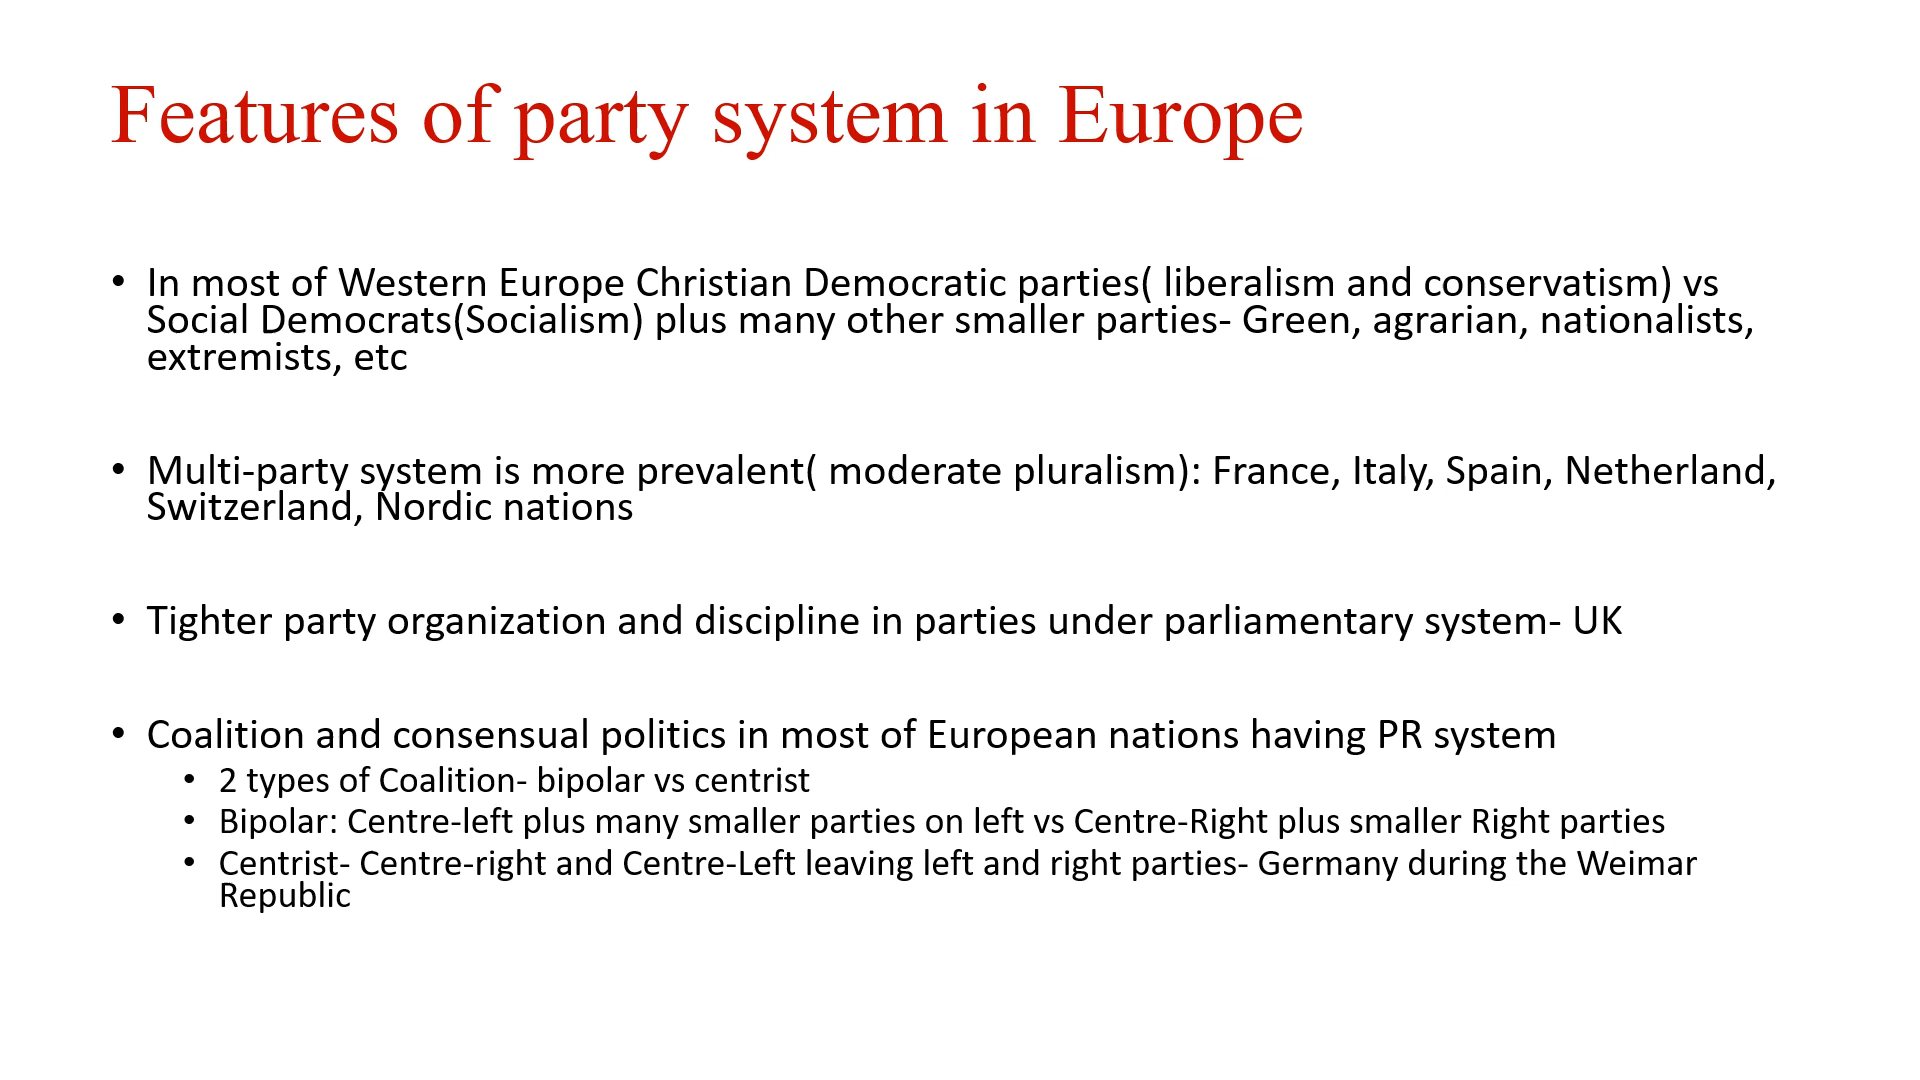 Features of party system in Europe
• In most of Western Europe Christian Democratic parties( liberalism and conservatism) vs
Social Democrats(Socialism) plus many other smaller parties- Green, agrarian, nationalists,
extremists, etc
• Multi-party system is more prevalent( moderate pluralism): France, Italy, Spain, Netherland,
Switzerland, Nordic nations
• Tighter party organization and discipline in parties under parliamentary system- UK
• Coalition and consensual politics in most of European nations having PR system
• 2 types of Coalition- bipolar vs centrist
• Bipolar: Centre-left plus many smaller parties on left vs Centre-Right plus smaller Right parties
• Centrist- Centre-right and Centre-Left leaving left and right parties- Germany during the Weimar
Republic